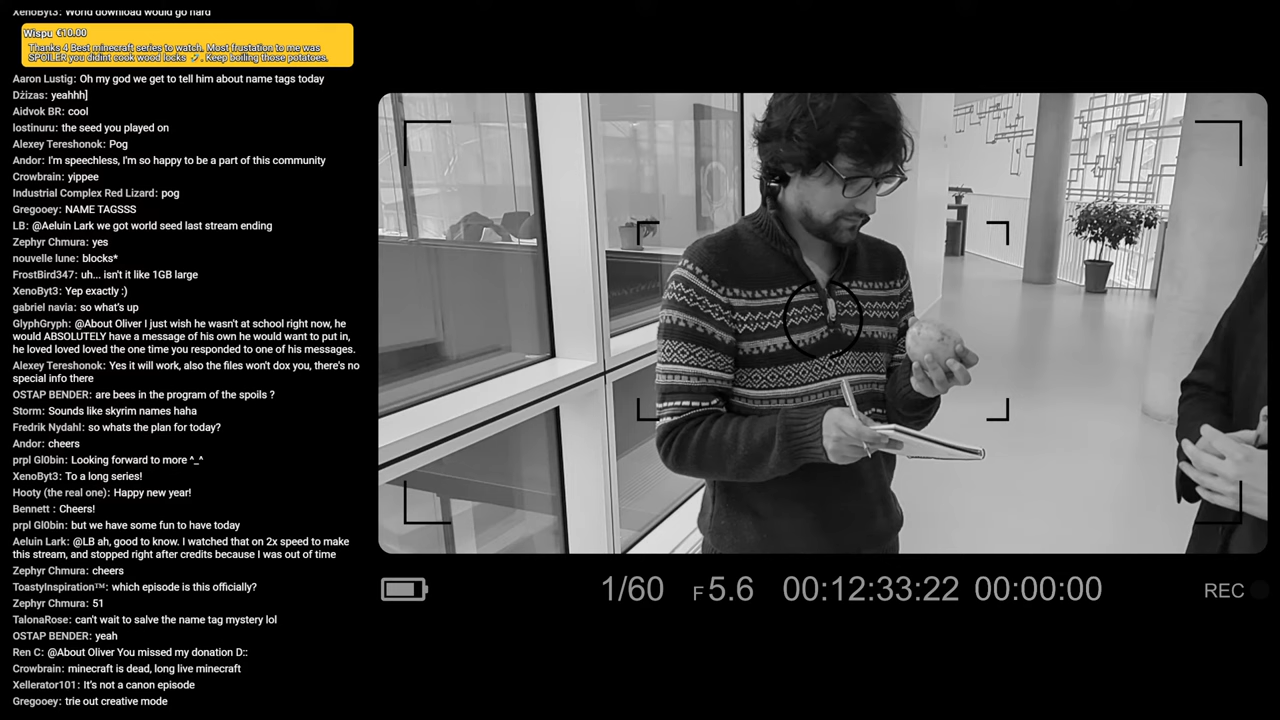 XenoByt3: World download would go hard
Wispu €10.00
Thanks 4 Best minecraft series to watch. Most frustation to me was
SPOILER you didint cook wood locks 🥔. Keep boiling those potatoes.
Aaron Lustig: Oh my god we get to tell him about name tags today
Dżizas: yeahhh]
Aidvok BR: cool
lostinuru: the seed you played on
Alexey Tereshonok: Pog
Andor: I'm speechless, I'm so happy to be a part of this community
Crowbrain: yippee
Industrial Complex Red Lizard: pog
Gregooey: NAME TAGSSS
LB: @Aeluin Lark we got world seed last stream ending
Zephyr Chmura: yes
nouvelle lune: blocks*
FrostBird347: uh... isn't it like 1GB large
XenoByt3: Yep exactly :)
gabriel navia: so what's up
GlyphGryph: @About Oliver I just wish he wasn't at school right now, he
would ABSOLUTELY have a message of his own he would want to put in,
he loved loved loved the one time you responded to one of his messages.
Alexey Tereshonok: Yes it will work, also the files won't dox you, there's no
special info there
OSTAP BENDER: are bees in the program of the spoils ?
Storm: Sounds like skyrim names haha
Fredrik Nydahl: so whats the plan for today?
Andor: cheers
prpl Gl0bin: Looking forward to more ^_^
XenoByt3: To a long series!
Hooty (the real one): Happy new year!
Bennett : Cheers!
prpl Gl0bin: but we have some fun to have today
Aeluin Lark: @LB ah, good to know. I watched that on 2x speed to make
this stream, and stopped right after credits because I was out of time
Zephyr Chmura: cheers
ToastyInspiration™: which episode is this officially?
Zephyr Chmura: 51
TalonaRose: can't wait to salve the name tag mystery lol
OSTAP BENDER: yeah
Ren C: @About Oliver You missed my donation D::
Crowbrain: minecraft is dead, long live minecraft
Xellerator101: It's not a canon episode
Gregooey: trie out creative mode
1/60 F5.6 00:12:33:22 00:00:00 REC